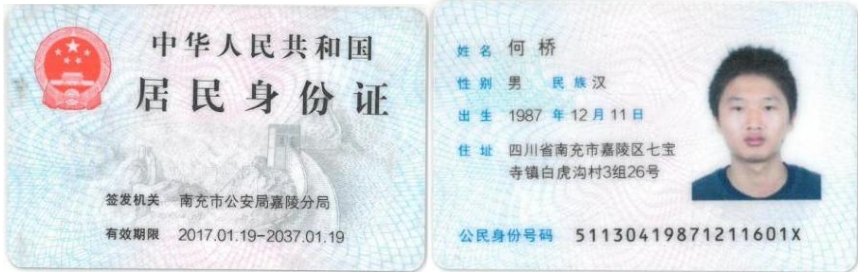 中华人民共和国
居民身份证
签发机关 南充市公安局嘉陵分局
有效期限 2017.01.19-2037.01.19
姓名 何桥
性别 男 民族 汉
出生 1987 年 12 月 11 日
住址 四川省南充市嘉陵区七宝
寺镇白虎沟村3组26号
公民身份号码 51130419871211601X